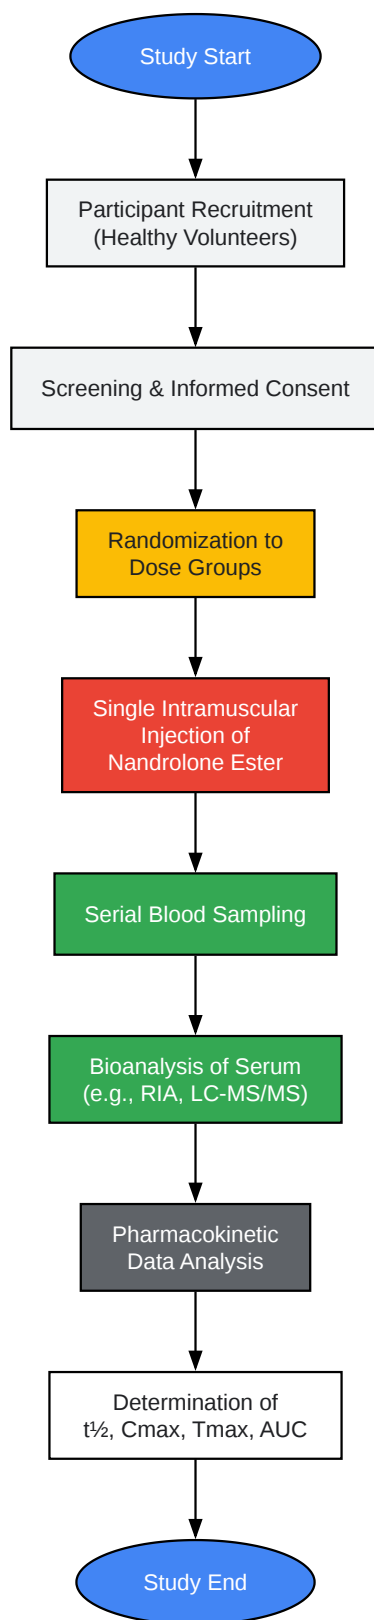 Study Start
Participant Recruitment
(Healthy Volunteers)
Screening & Informed Consent
Randomization to
Dose Groups
Single Intramuscular
Injection of
Nandrolone Ester
Serial Blood Sampling
Bioanalysis of Serum
(e.g., RIA, LC-MS/MS)
Pharmacokinetic
Data Analysis
Determination of
t½, Cmax, Tmax, AUC
Study End